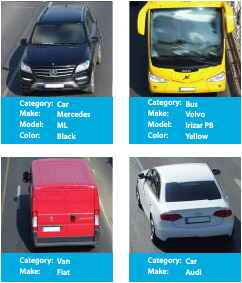 Category: Car
Make: Mercedes
Model: ML
Color: Black
Category: Bus
Make: Volvo
Model: Irizar PB
Color: Yellow
Category: Van
Make: Fiat
Category: Car
Make: Audi